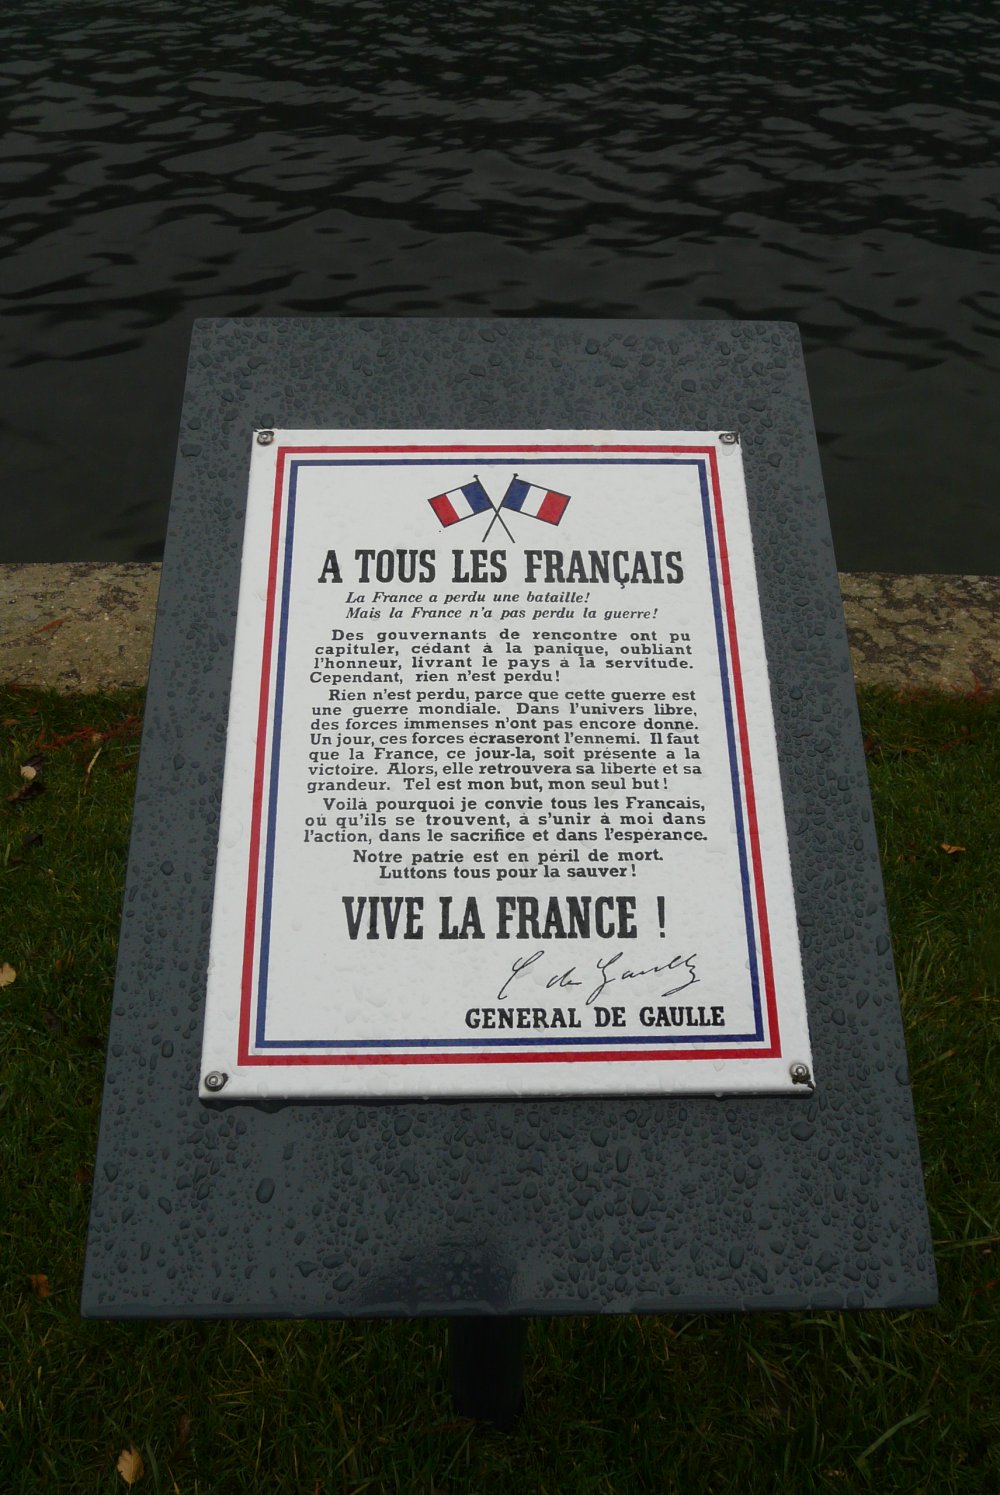 A TOUS LES FRANÇAIS
La France a perdu une bataille!
Mais la France n'a pas perdu la guerre!
Des gouvernants de rencontre ont pu
capituler, cédant à la panique, oubliant
l'honneur, livrant le pays à la servitude.
Cependant, rien n'est perdu!
Rien n'est perdu, parce que cette guerre est
une guerre mondiale. Dans l'univers libre,
des forces immenses n'ont pas encore donné.
Un jour, ces forces écraseront l'ennemi. Il faut
que la France, ce jour-la, soit présente à la
victoire. Alors, elle retrouvera sa liberte et sa
grandeur. Tel est mon but, mon seul but!
Voilà pourquoi je convie tous les Francais,
où qu'ils se trouvent, à s'unir à moi dans
l'action, dans le sacrifice et dans l'espérance.
Notre patrie est en péril de mort.
Luttons tous pour la sauver!
VIVE LA FRANCE !
C de Gaulle
GENERAL DE GAULLE